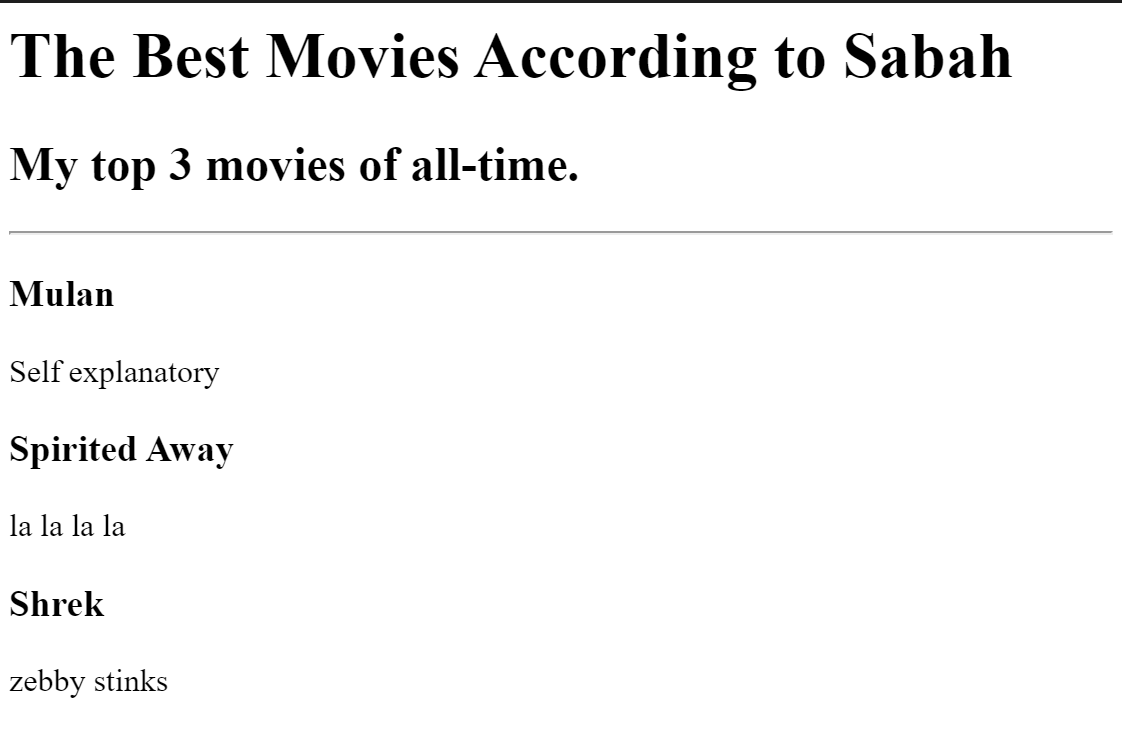 The Best Movies According to Sabah
My top 3 movies of all-time.
Mulan
Self explanatory
Spirited Away
la la la la
Shrek
zebby stinks